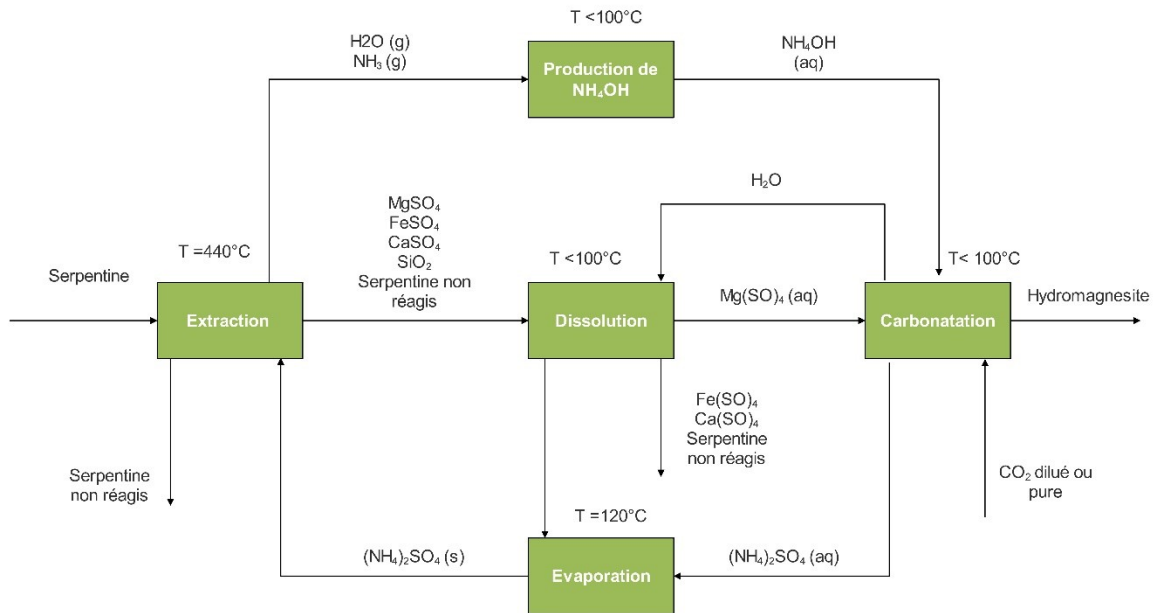 T <100°C
H2O (g)
NH₃ (g)
Production de
NH₄OH
NH₄OH
(aq)
H₂O
MgSO₄
FeSO₄
CaSO₄
SiO₂
Serpentine non
réagis
T =440°C
T <100°C
T< 100°C
Serpentine
Extraction
Dissolution
Mg(SO)₄ (aq)
Carbonatation
Hydromagnesite
Fe(SO)₄
Ca(SO)₄
Serpentine
non réagis
Serpentine
non réagis
CO₂ dilué ou
pure
T =120°C
(NH₄)₂SO₄ (s)
Evaporation
(NH₄)₂SO₄ (aq)